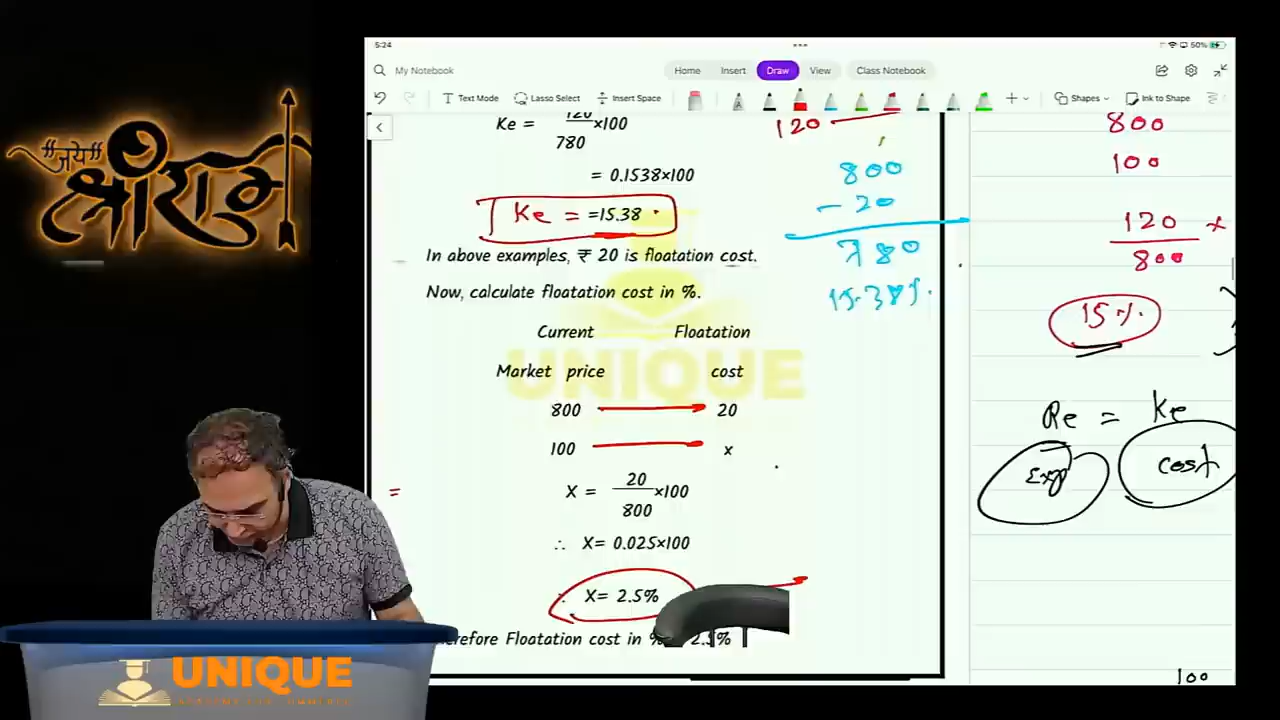 "जय"
श्रीराम
5:24
50%
My Notebook
Home Insert Draw View Class Notebook
Text Mode Lasso Select Insert Space Shapes Ink to Shape
Ke = 120/780 ×100
= 0.1538×100
Ke = =15.38
In above examples, ₹ 20 is floatation cost.
Now, calculate floatation cost in %.
Current Floatation
Market price cost
800 20
100 x
X = 20/800 ×100
∴ X= 0.025×100
X= 2.5%
Floatation cost in %
120
800
- 20
780
15.38%
=
800
100
120 ×
800
15%
Re = Ke
Exp cost
100
UNIQUE
UNIQUE